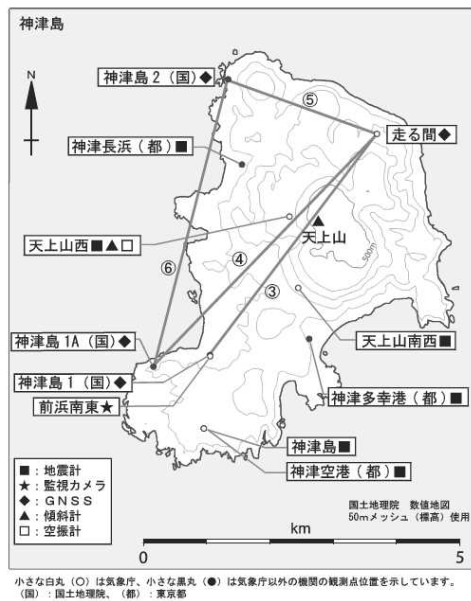 神津島
N
神津島2（国）◆
⑤
走る間◆
神津長浜（都）■
天上山
天上山西■▲□
500m
⑥
④
③
神津島1A（国）◆
天上山南西■
神津島1（国）◆
前浜南東★
神津多幸港（都）■
神津島■
神津空港（都）■
■：地震計
★：監視カメラ
◆：GNSS
▲：傾斜計
□：空振計
国土地理院 数値地図
50mメッシュ（標高）使用
km
0
5
小さな白丸（○）は気象庁、小さな黒丸（●）は気象庁以外の機関の観測点位置を示しています。
（国）：国土地理院、（都）：東京都